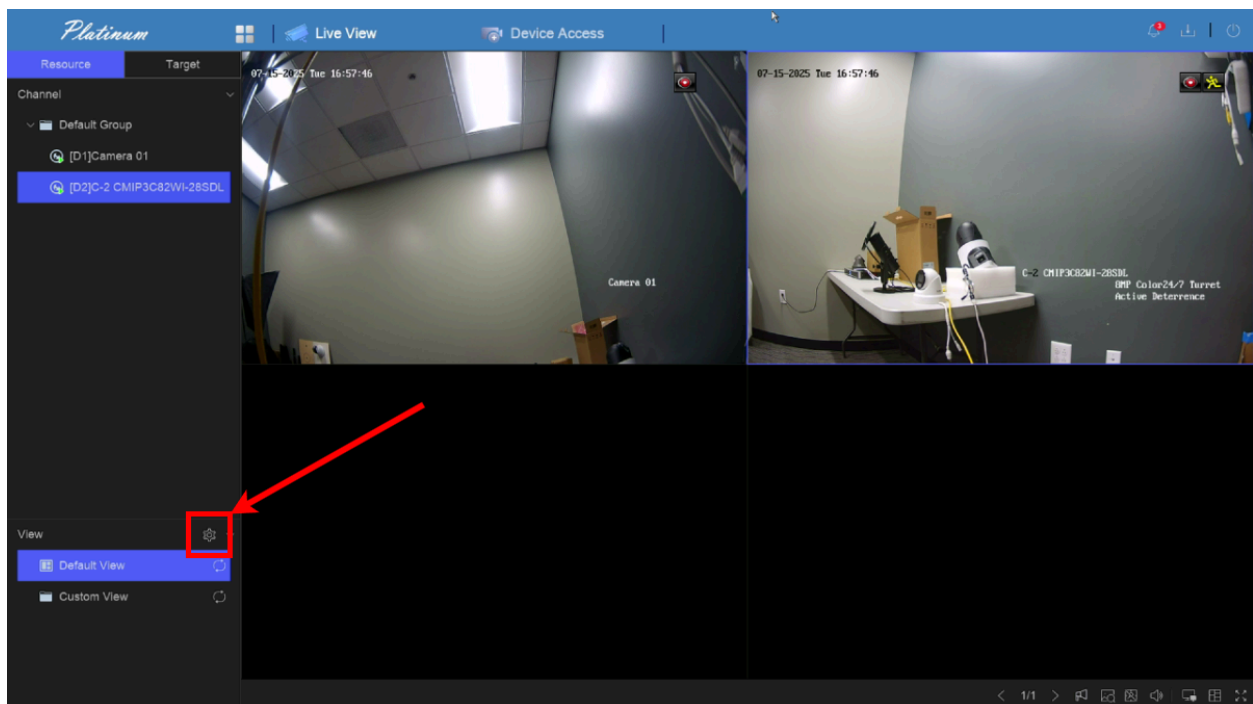 Platinum
Live View
Device Access
Resource
Target
Channel
Default Group
[D1]Camera 01
[D2]C-2 CMIP3C82WI-28SDL
07-15-2025 Tue 16:57:46
Camera 01
07-15-2025 Tue 16:57:46
C-2 CMIP3C82WI-28SDL
8MP Color24/7 Turret
Active Deterrence
View
Default View
Custom View
1/1